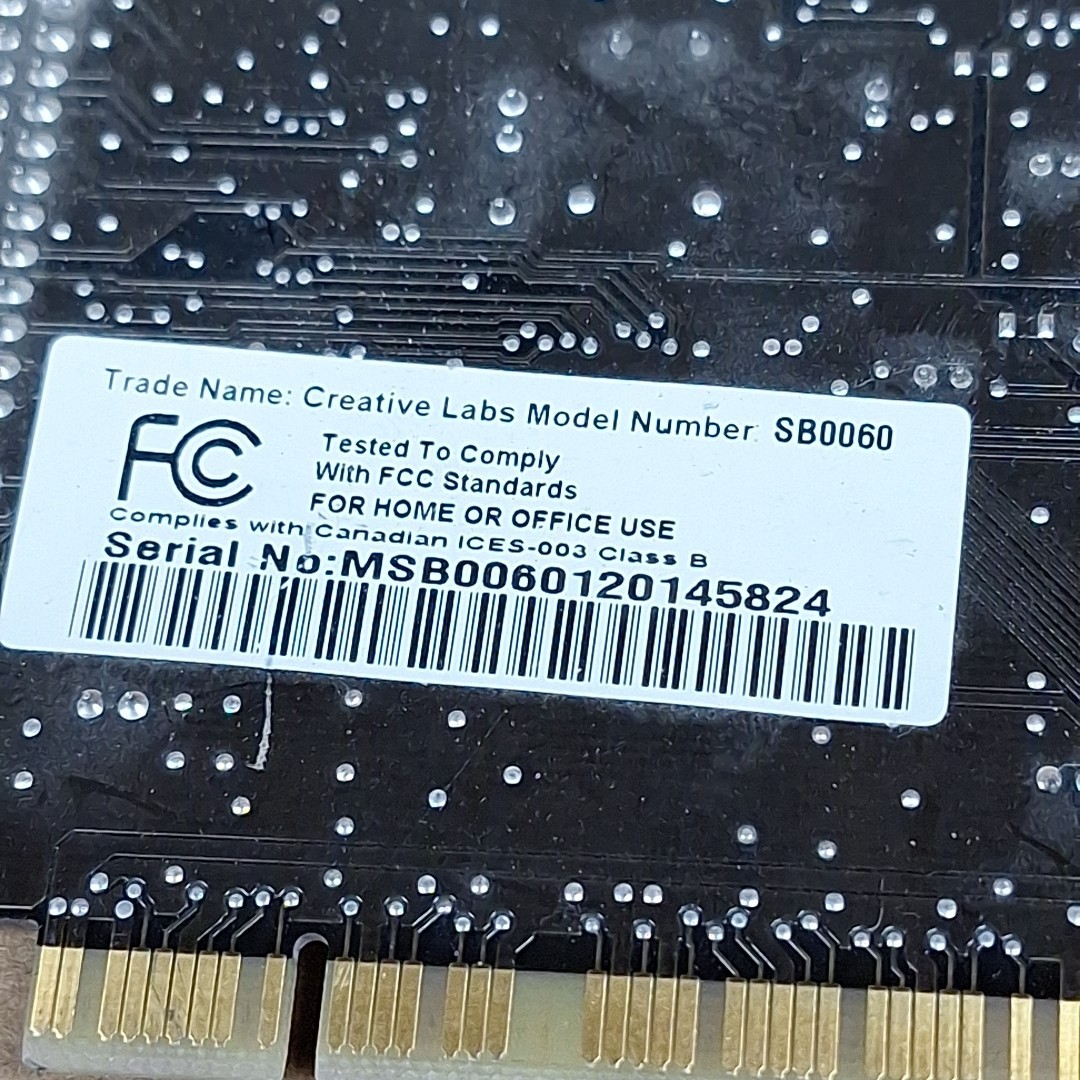 Trade Name: Creative Labs Model Number: SB0060
FC
Tested To Comply
With FCC Standards
FOR HOME OR OFFICE USE
Complies with Canadian ICES-003 Class B
Serial No:MSB0060120145824